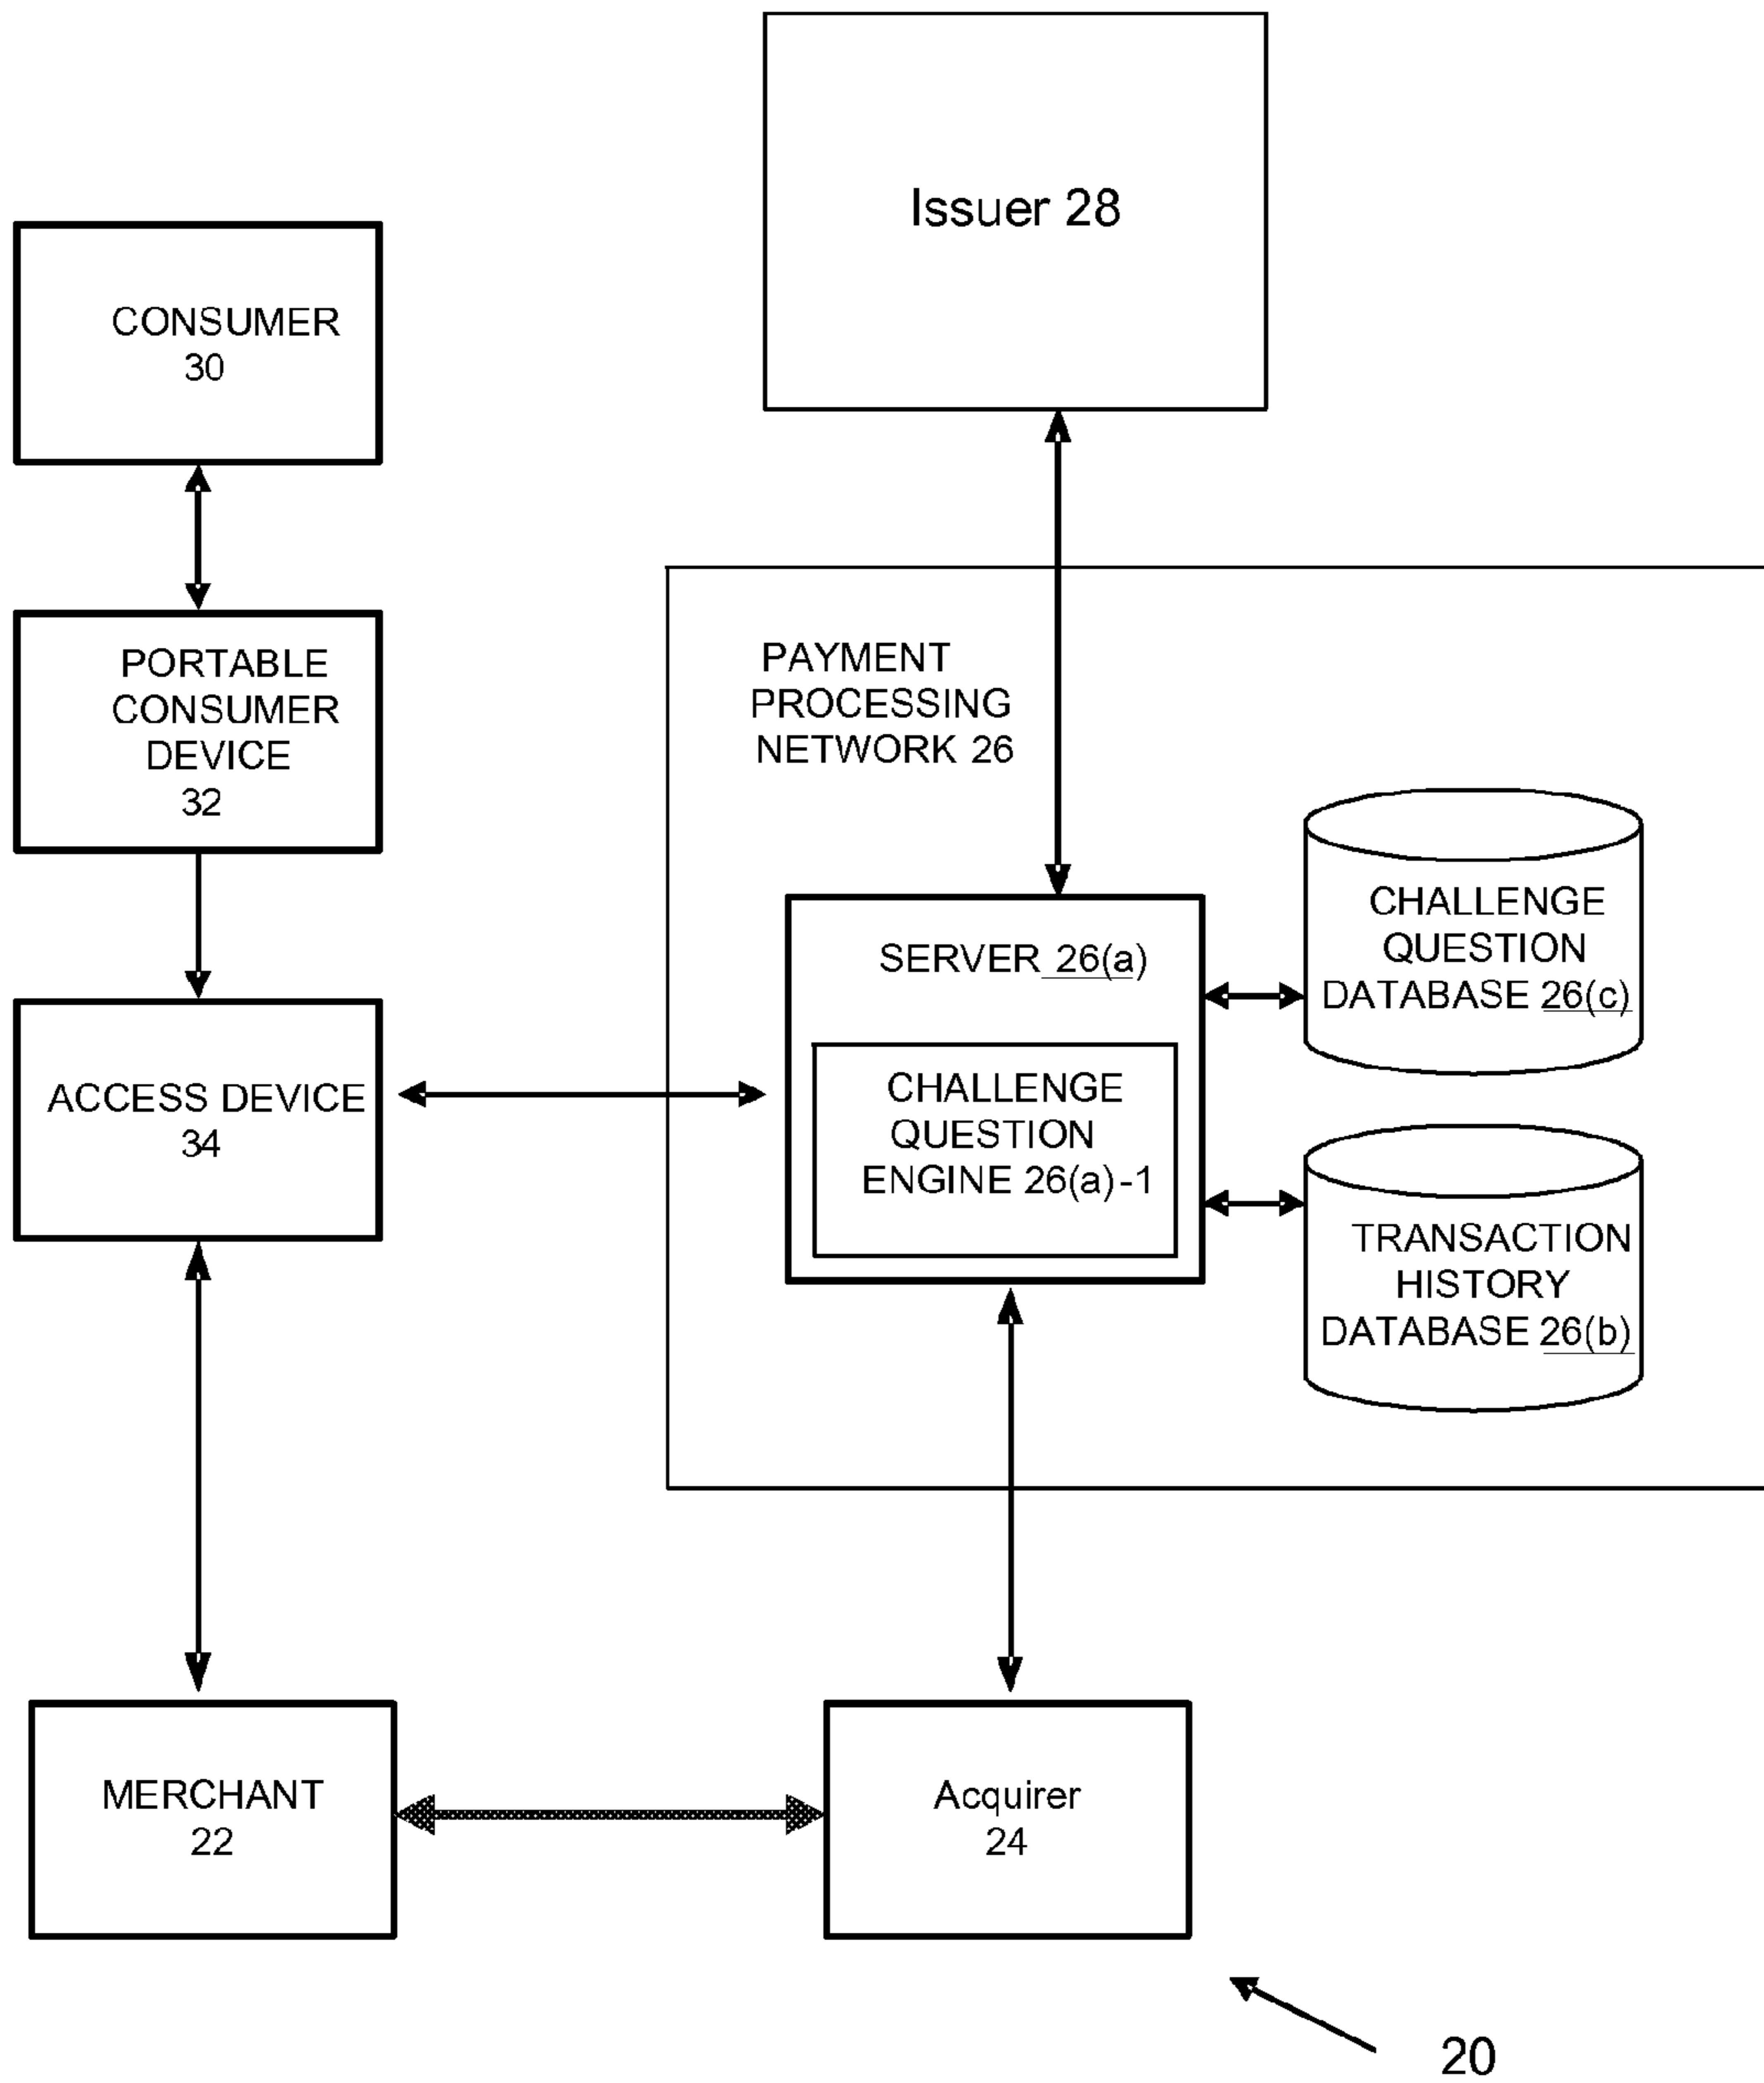 Issuer 28
CONSUMER
30
PORTABLE
CONSUMER
DEVICE
32
PAYMENT
PROCESSING
NETWORK 26
SERVER 26(a)
CHALLENGE
QUESTION
ENGINE 26(a)-1
CHALLENGE
QUESTION
DATABASE 26(c)
TRANSACTION
HISTORY
DATABASE 26(b)
ACCESS DEVICE
34
MERCHANT
22
Acquirer
24
20